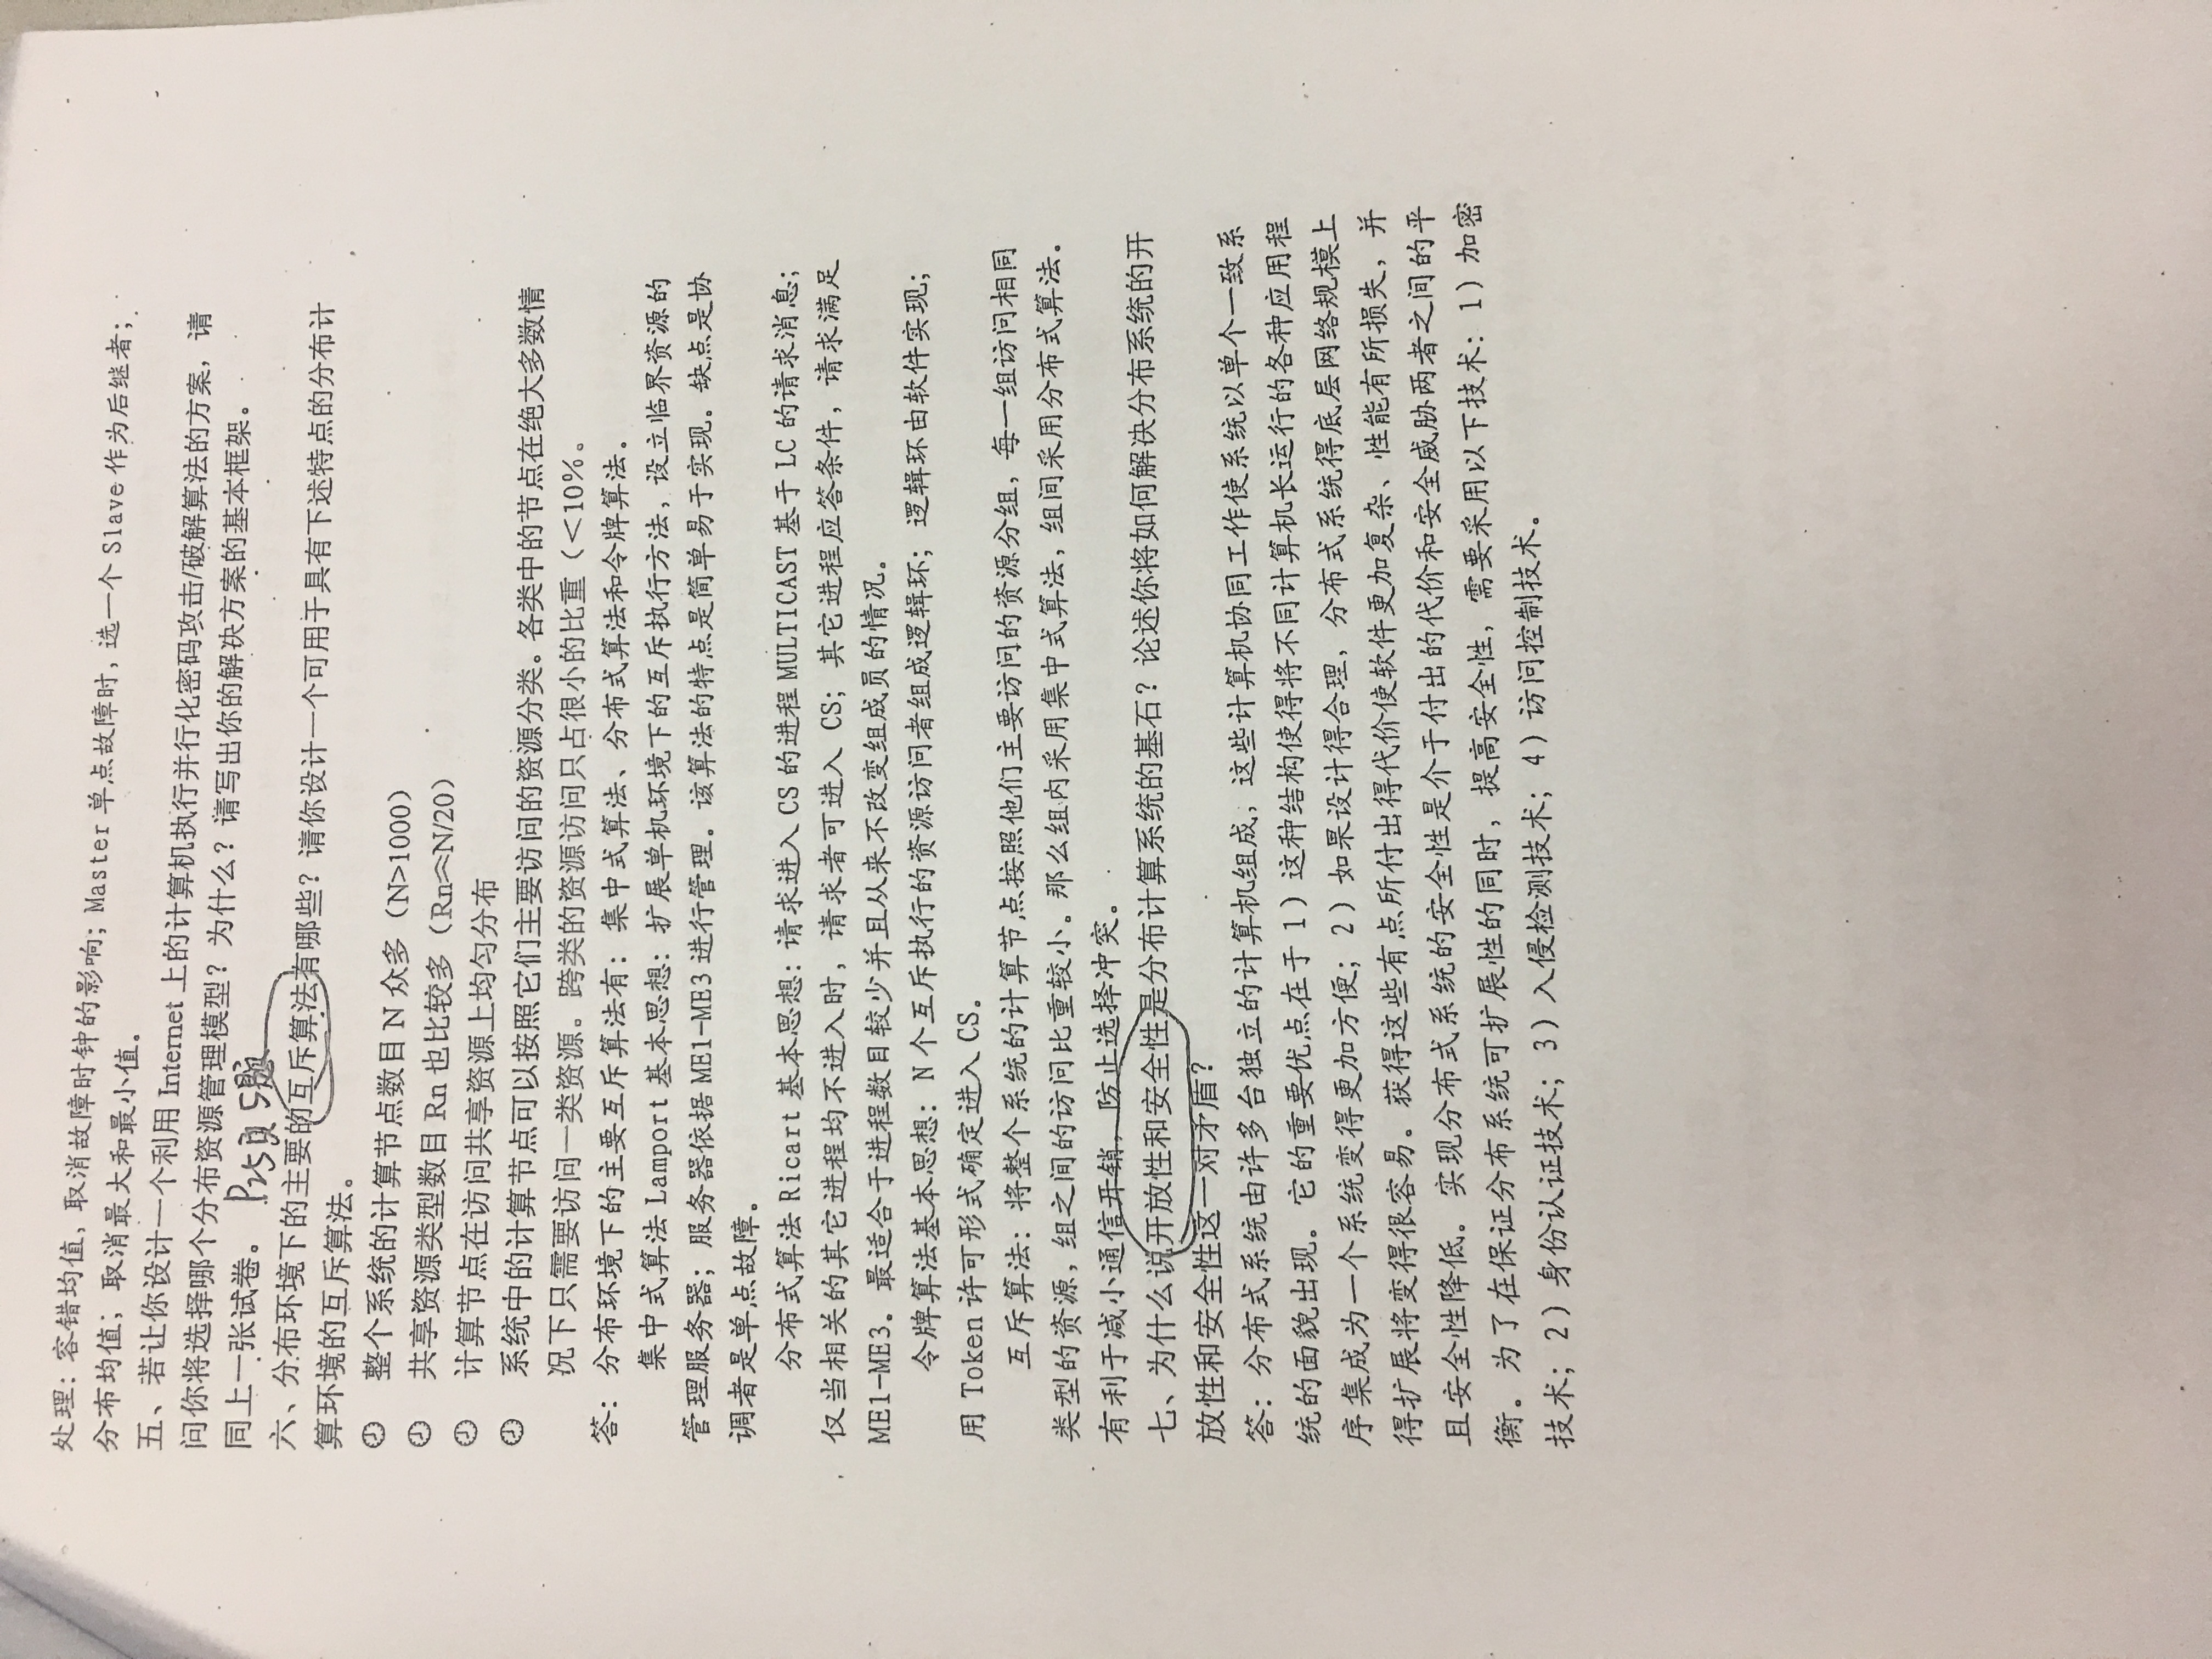 处理：容错均值，取消故障时钟的影响；Master 单点故障时，选一个 Slave 作为后继者；
分布均值；取消最大和最小值。
五、若让你设计一个利用 Internet 上的计算机执行并行化密码攻击/破解算法的方案，请
问你将选择哪个分布资源管理模型？为什么？请写出你的解决方案的基本框架。
同上一张试卷。 P25页5题
六、分布环境下的主要的互斥算法有哪些？请你设计一个可用于具有下述特点的分布计
算环境的互斥算法。
整个系统的计算节点数目 N 众多（N>1000）
共享资源类型数目 Rn 也比较多（Rn≈N/20）
计算节点在访问共享资源上均匀分布
系统中的计算节点可以按照它们主要访问的资源分类。各类中的节点在绝大多数情
况下只需要访问一类资源。跨类的资源访问只占很小的比重（＜10%。
答：分布环境下的主要互斥算法有：集中式算法、分布式算法和令牌算法。
集中式算法 Lamport 基本思想：扩展单机环境下的互斥执行方法，设立临界资源的
管理服务器；服务器依据 ME1-ME3 进行管理。该算法的特点是简单易于实现。缺点是协
调者是单点故障。
分布式算法 Ricart 基本思想：请求进入 CS 的进程 MULTICAST 基于 LC 的请求消息；
仅当相关的其它进程均不进入时，请求者可进入 CS；其它进程应答条件，请求满足
ME1-ME3。最适合于进程数目较少并且从来不改变组成员的情况。
令牌算法基本思想：N 个互斥执行的资源访问者组成逻辑环；逻辑环由软件实现；
用 Token 许可形式确定进入 CS。
互斥算法：将整个系统的计算节点按照他们主要访问的资源分组，每一组访问相同
类型的资源，组之间的访问比重较小。那么组内采用集中式算法，组间采用分布式算法。
有利于减小通信开销，防止选择冲突。
七、为什么说开放性和安全性是分布计算系统的基石？论述你将如何解决分布系统的开
放性和安全性这一对矛盾？
答：分布式系统由许多台独立的计算机组成，这些计算机协同工作使系统以单个一致系
统的面貌出现。它的重要优点在于 1）这种结构使得将不同计算机长运行的各种应用程
序集成为一个系统变得更加方便；2）如果设计得合理，分布式系统得底层网络规模上
得扩展将变得很容易。获得这些有点所付出得代价使软件更加复杂、性能有所损失，并
且安全性降低。实现分布式系统的安全性是介于付出的代价和安全威胁两者之间的平
衡。为了在保证分布系统可扩展性的同时，提高安全性，需要采用以下技术：1）加密
技术；2）身份认证技术；3）入侵检测技术；4）访问控制技术。